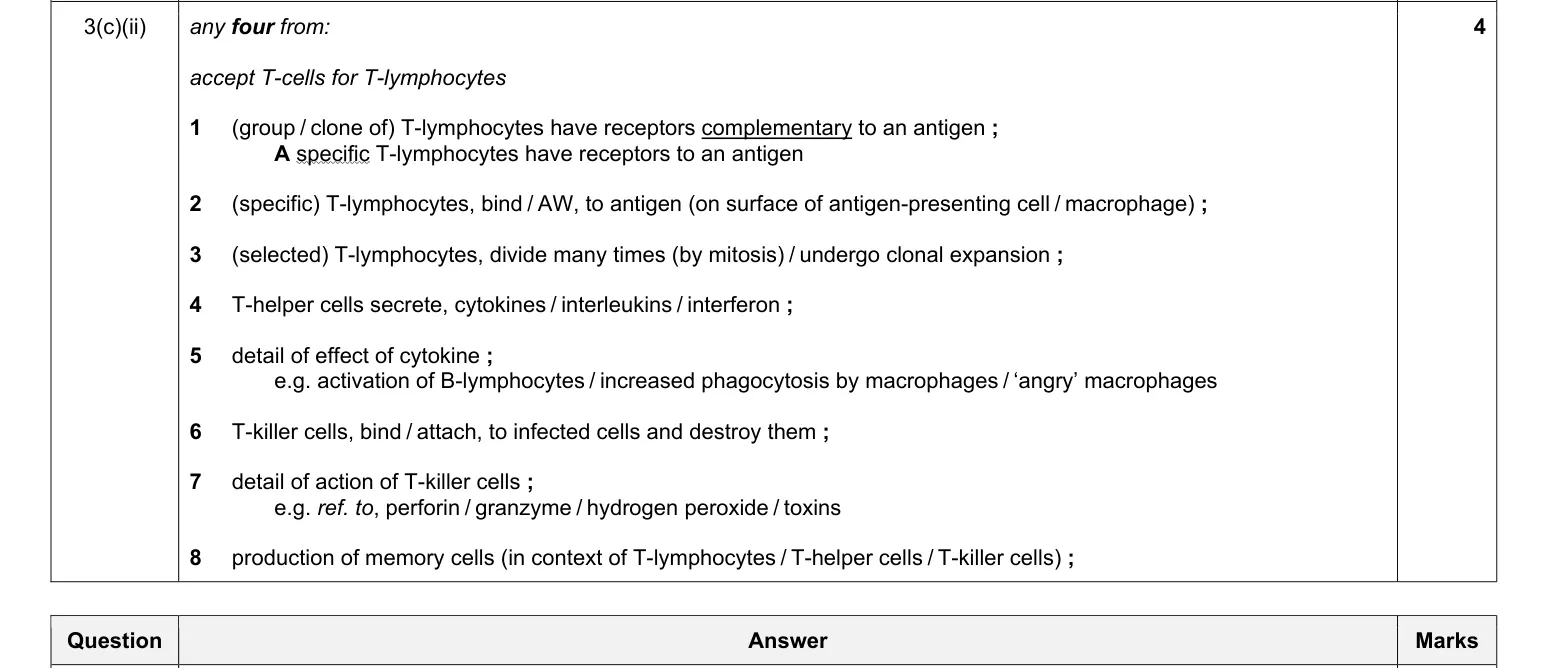 3(c)(ii) any four from: 4
accept T-cells for T-lymphocytes
1 (group / clone of) T-lymphocytes have receptors complementary to an antigen ;
A specific T-lymphocytes have receptors to an antigen
2 (specific) T-lymphocytes, bind / AW, to antigen (on surface of antigen-presenting cell / macrophage) ;
3 (selected) T-lymphocytes, divide many times (by mitosis) / undergo clonal expansion ;
4 T-helper cells secrete, cytokines / interleukins / interferon ;
5 detail of effect of cytokine ;
e.g. activation of B-lymphocytes / increased phagocytosis by macrophages / ‘angry’ macrophages
6 T-killer cells, bind / attach, to infected cells and destroy them ;
7 detail of action of T-killer cells ;
e.g. ref. to, perforin / granzyme / hydrogen peroxide / toxins
8 production of memory cells (in context of T-lymphocytes / T-helper cells / T-killer cells) ;
Question Answer Marks